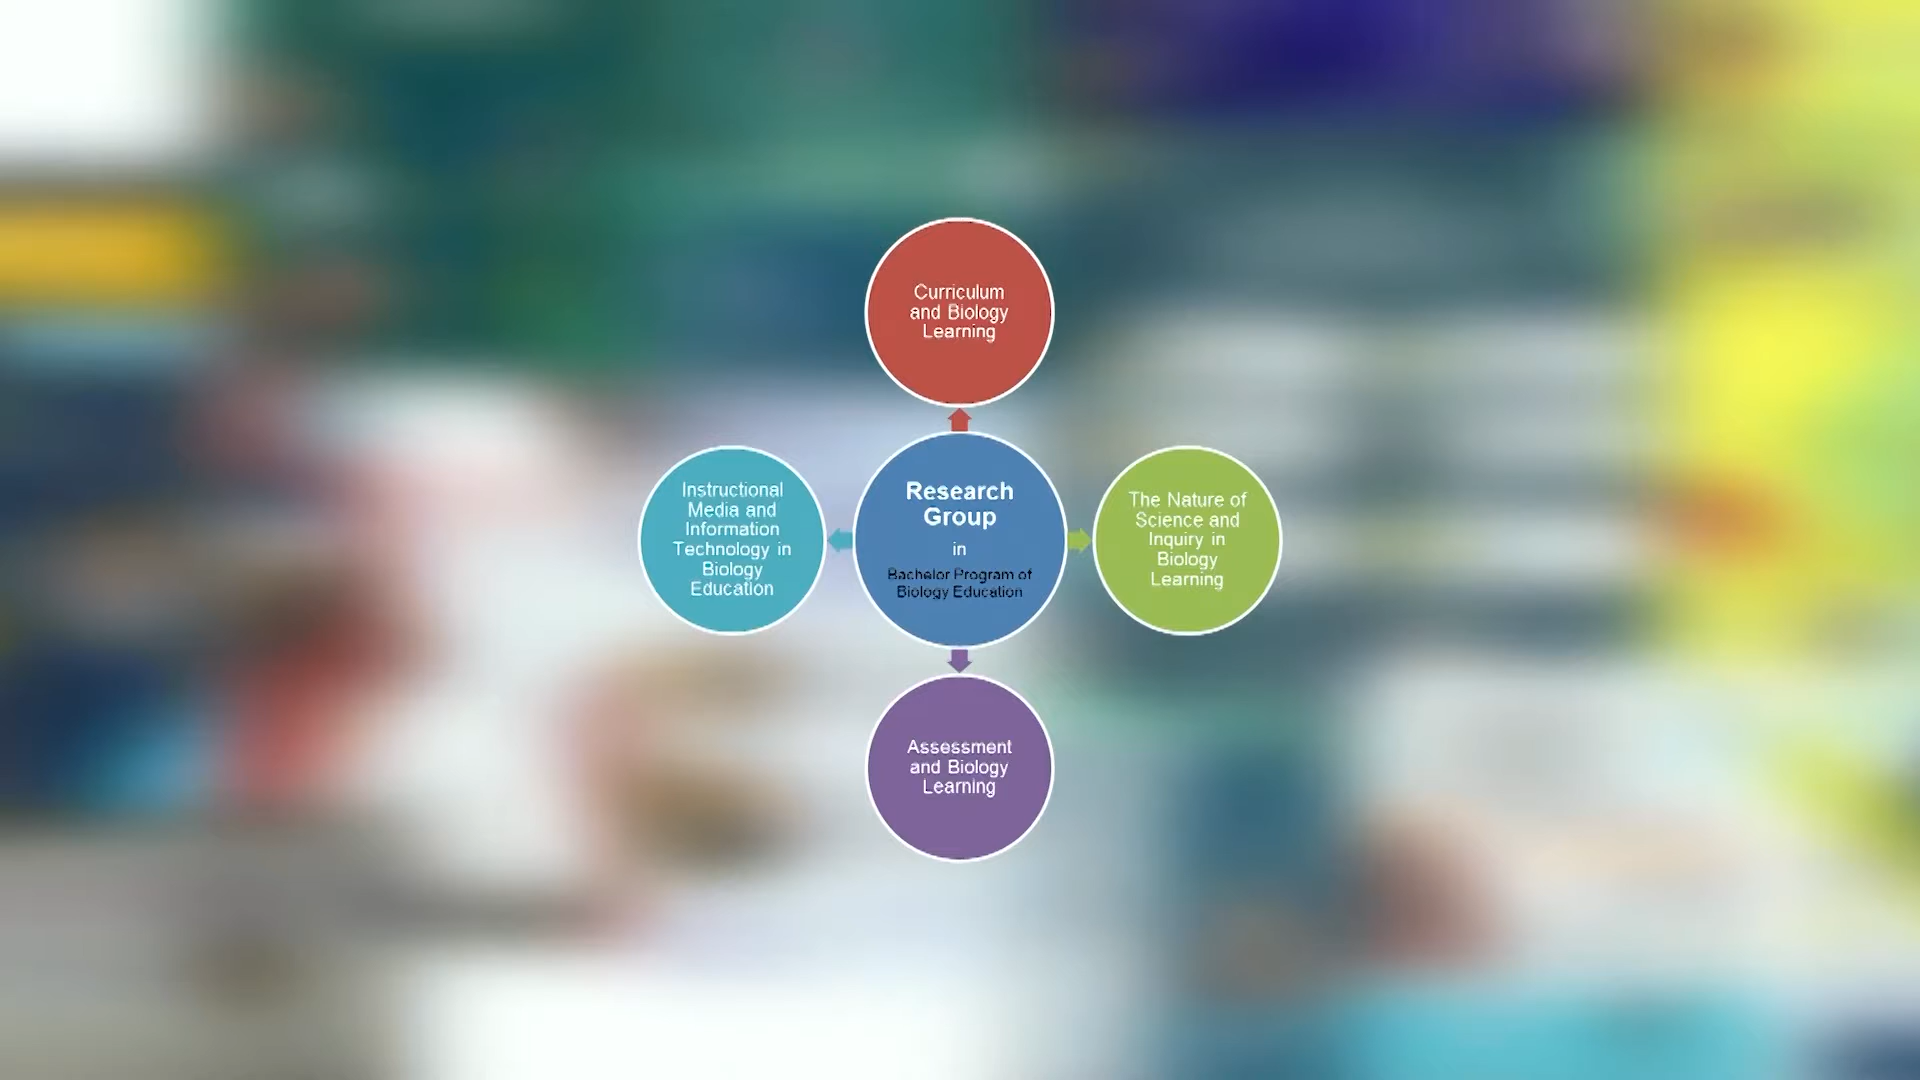 Curriculum
and Biology
Learning
Instructional
Media and
Information
Technology in
Biology
Education
Research
Group
in
Bachelor Program of
Biology Education
The Nature of
Science and
Inquiry in
Biology
Learning
Assessment
and Biology
Learning